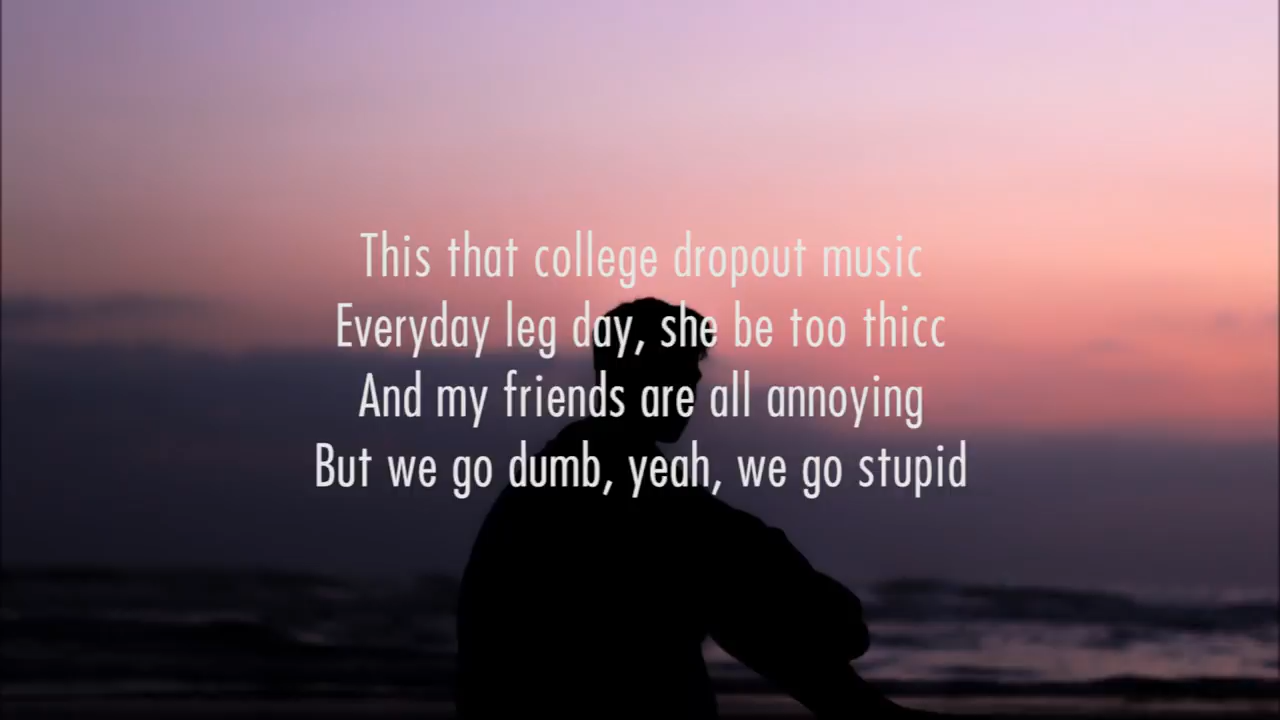 This that college dropout music
Everyday leg day, she be too thicc
And my friends are all annoying
But we go dumb, yeah, we go stupid